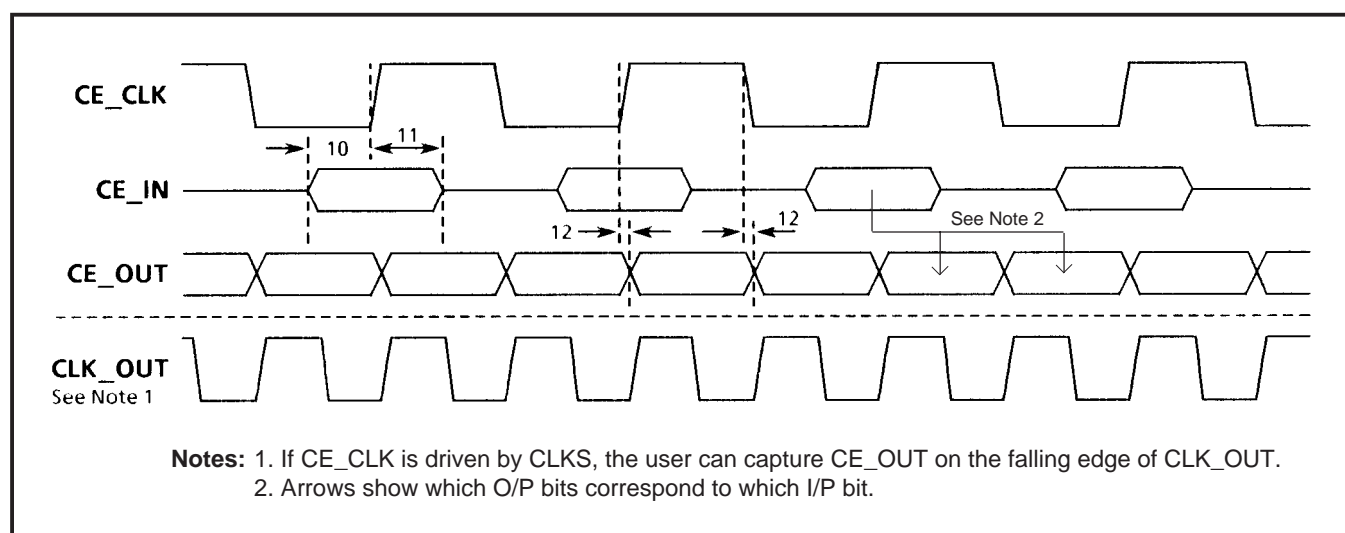 CE_CLK
10
11
CE_IN
See Note 2
12
12
CE_OUT
CLK_OUT
See Note 1
Notes: 1. If CE_CLK is driven by CLKS, the user can capture CE_OUT on the falling edge of CLK_OUT.
2. Arrows show which O/P bits correspond to which I/P bit.